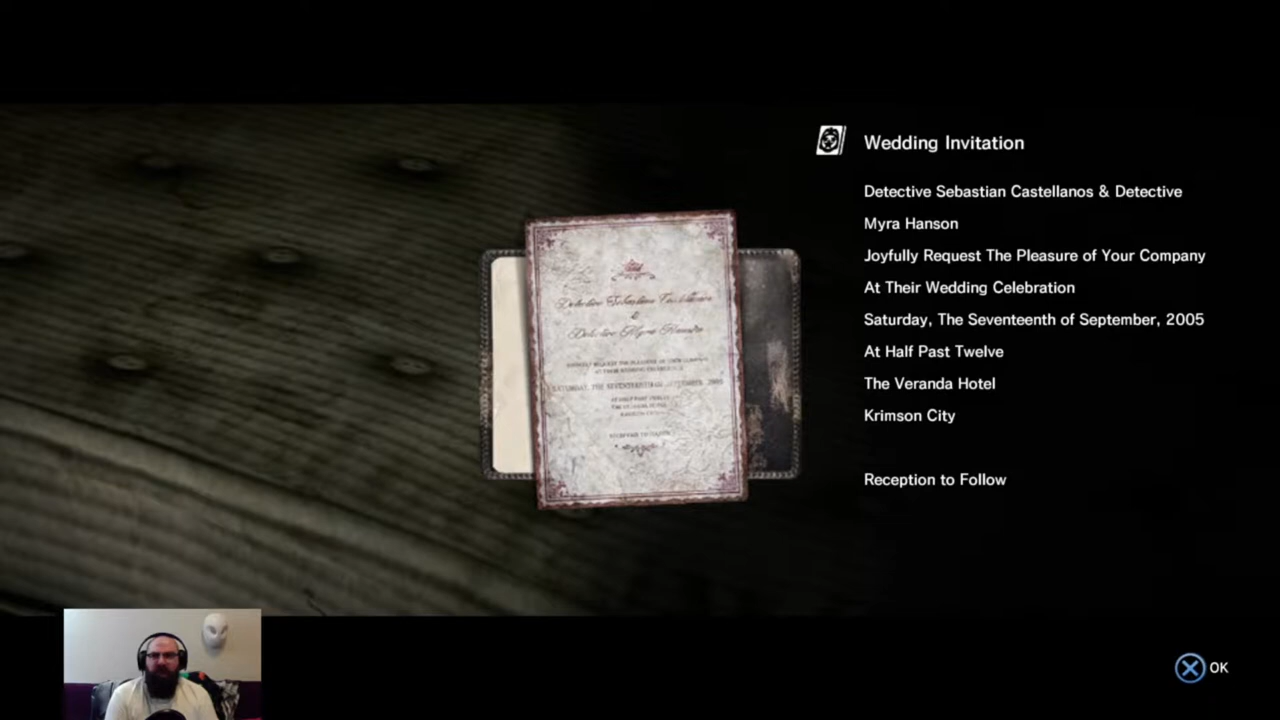 Wedding Invitation
Detective Sebastian Castellanos & Detective
Myra Hanson
Joyfully Request The Pleasure of Your Company
At Their Wedding Celebration
Saturday, The Seventeenth of September, 2005
At Half Past Twelve
The Veranda Hotel
Krimson City
Reception to Follow
OK